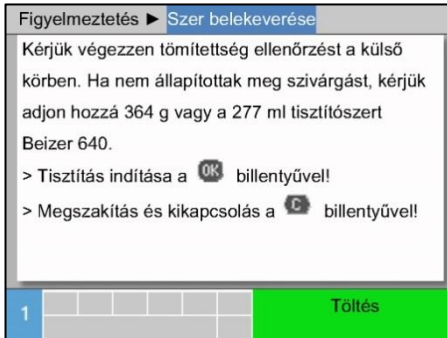 Figyelmeztetés ► Szer belekeverése
Kérjük végezzen tömítettség ellenőrzést a külső
körben. Ha nem állapítottak meg szivárgást, kérjük
adjon hozzá 364 g vagy a 277 ml tisztítószert
Beizer 640.
> Tisztítás indítása a OK billentyűvel!
> Megszakítás és kikapcsolás a C billentyűvel!
1 Töltés